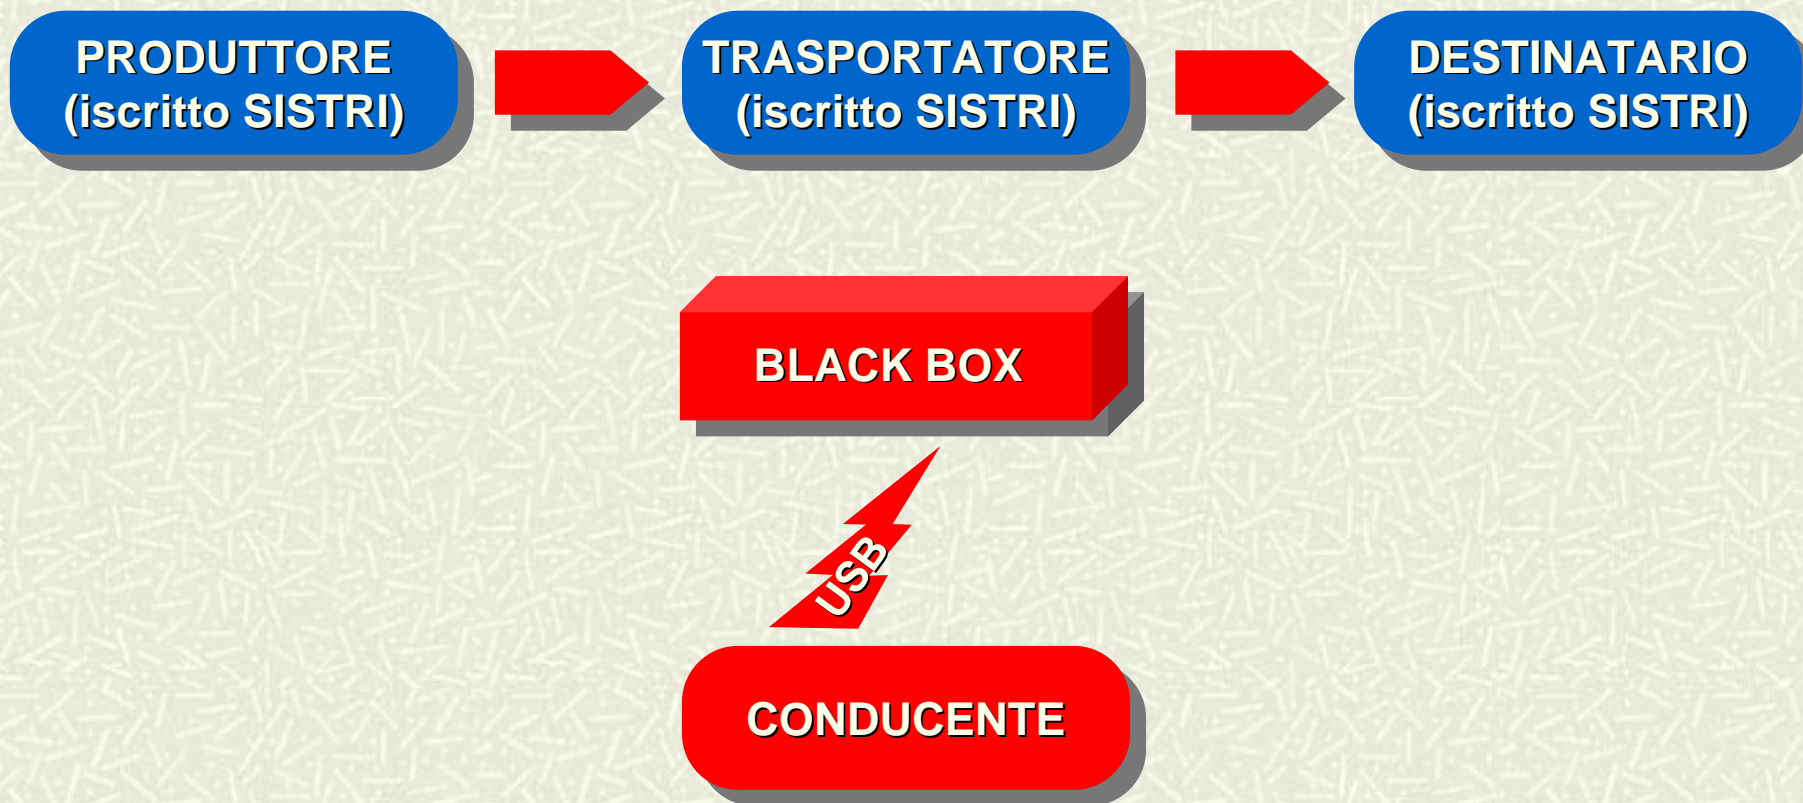 PRODUTTORE
(iscritto SISTRI)
TRASPORTATORE
(iscritto SISTRI)
DESTINATARIO
(iscritto SISTRI)
BLACK BOX
USB
CONDUCENTE